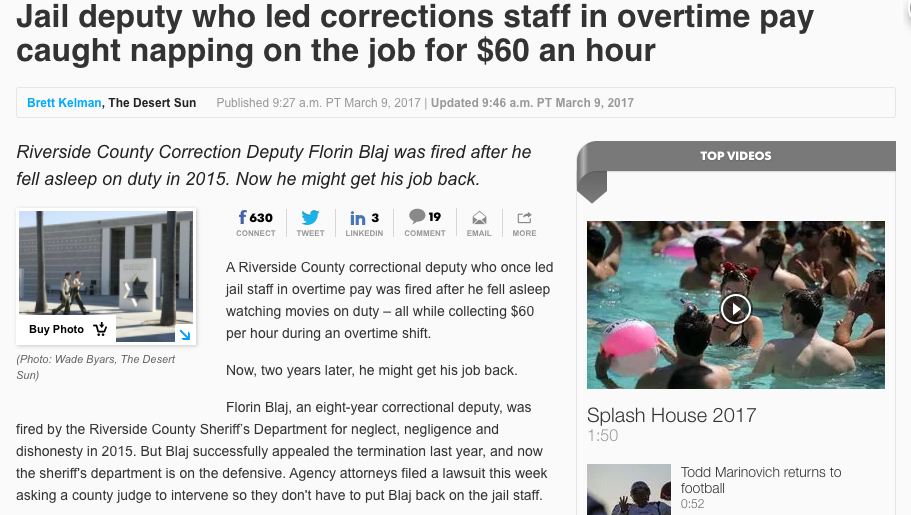 Jail deputy who led corrections staff in overtime pay
caught napping on the job for $60 an hour
Brett Kelman, The Desert Sun Published 9:27 a.m. PT March 9, 2017 | Updated 9:46 a.m. PT March 9, 2017
Riverside County Correction Deputy Florin Blaj was fired after he
fell asleep on duty in 2015. Now he might get his job back.
Buy Photo
(Photo: Wade Byars, The Desert
Sun)
f 630
CONNECT
TWEET
in 3
LINKEDIN
19
COMMENT
EMAIL
MORE
A Riverside County correctional deputy who once led
jail staff in overtime pay was fired after he fell asleep
watching movies on duty – all while collecting $60
per hour during an overtime shift.
Now, two years later, he might get his job back.
Florin Blaj, an eight-year correctional deputy, was
fired by the Riverside County Sheriff's Department for neglect, negligence and
dishonesty in 2015. But Blaj successfully appealed the termination last year, and now
the sheriff's department is on the defensive. Agency attorneys filed a lawsuit this week
asking a county judge to intervene so they don't have to put Blaj back on the jail staff.
TOP VIDEOS
Splash House 2017
1:50
Todd Marinovich returns to
football
0:52